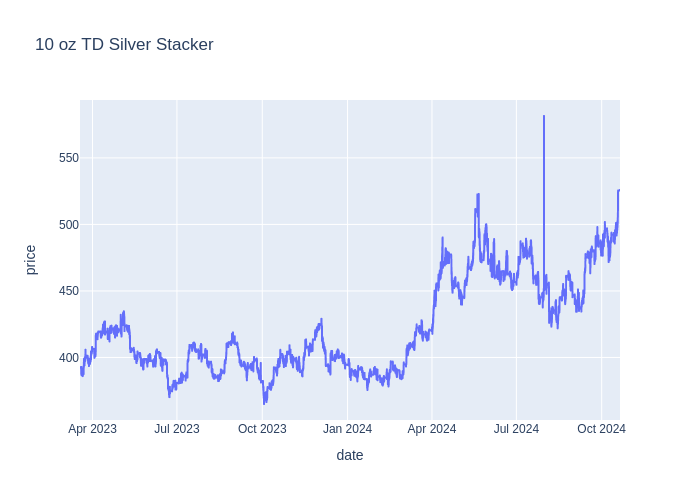 10 oz TD Silver Stacker
550
500
450
400
price
Apr 2023
Jul 2023
Oct 2023
Jan 2024
Apr 2024
Jul 2024
Oct 2024
date